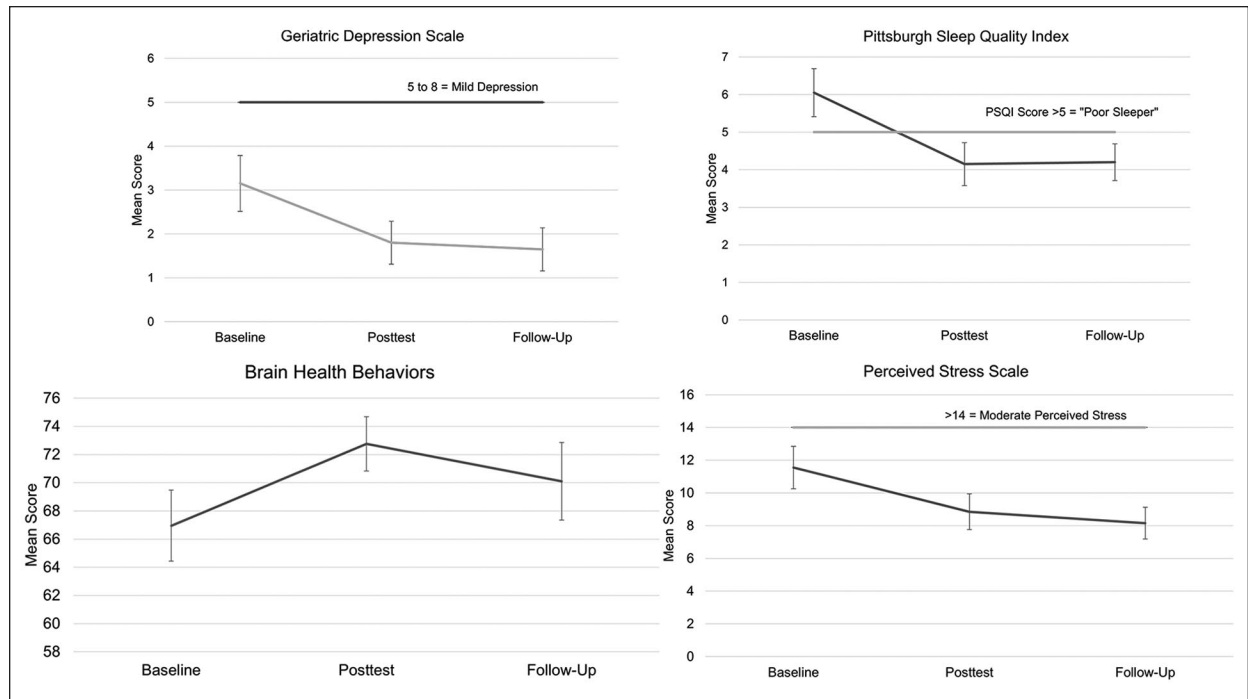 Geriatric Depression Scale
6
5 to 8 = Mild Depression
5
4
3
2
1
0
Mean Score
Baseline Posttest Follow-Up
Pittsburgh Sleep Quality Index
7
6
PSQI Score >5 = "Poor Sleeper"
5
4
3
2
1
0
Mean Score
Baseline Posttest Follow-Up
Brain Health Behaviors
76
74
72
70
68
66
64
62
60
58
Mean Score
Baseline Posttest Follow-Up
Perceived Stress Scale
16
>14 = Moderate Perceived Stress
14
12
10
8
6
4
2
0
Mean Score
Baseline Posttest Follow-Up